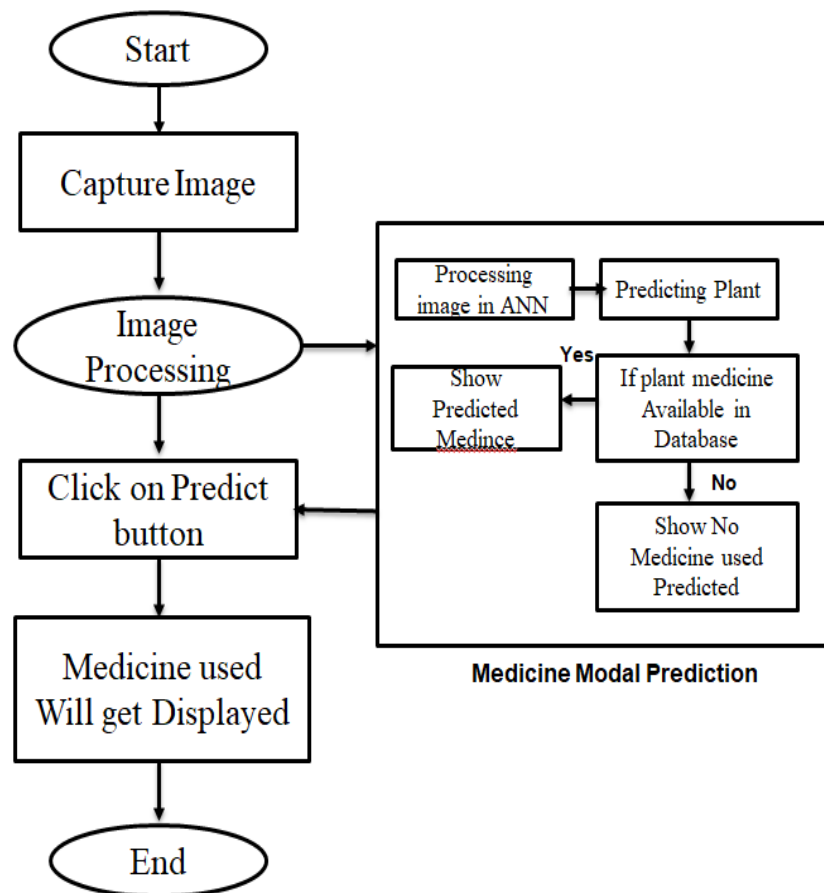 Start
Capture Image
Image
Processing
Click on Predict
button
Medicine used
Will get Displayed
End
Processing
image in ANN
Predicting Plant
If plant medicine
Available in
Database
Yes
Show
Predicted
Medince
No
Show No
Medicine used
Predicted
Medicine Modal Prediction